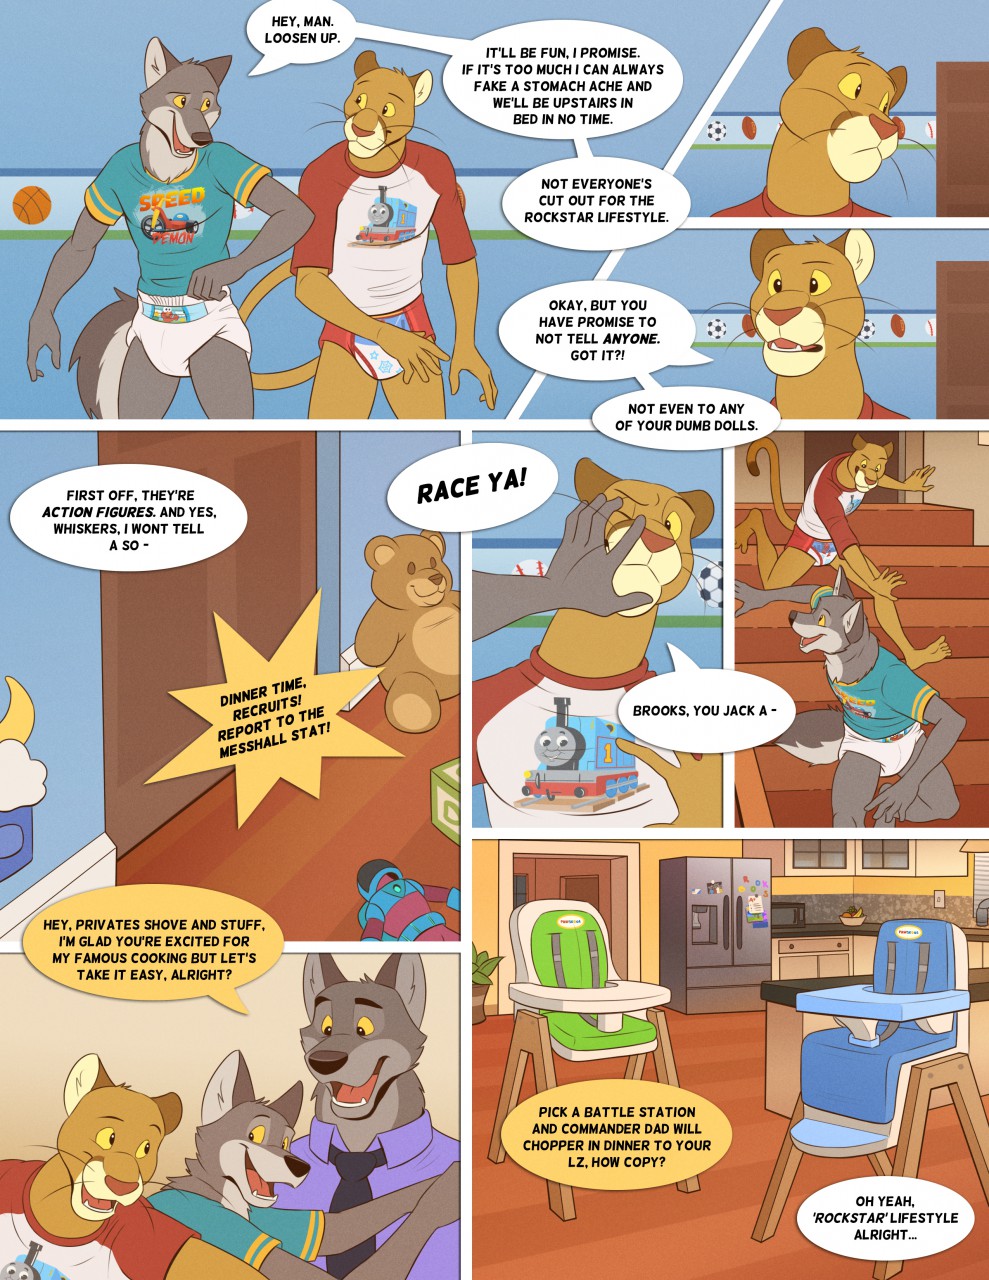 HEY, MAN.
LOOSEN UP.
IT'LL BE FUN, I PROMISE.
IF IT'S TOO MUCH I CAN ALWAYS
FAKE A STOMACH ACHE AND
WE'LL BE UPSTAIRS IN
BED IN NO TIME.
NOT EVERYONE'S
CUT OUT FOR THE
ROCKSTAR LIFESTYLE.
SPEED
DEMON
OKAY, BUT YOU
HAVE PROMISE TO
NOT TELL ANYONE.
GOT IT?!
NOT EVEN TO ANY
OF YOUR DUMB DOLLS.
FIRST OFF, THEY'RE
ACTION FIGURES. AND YES,
WHISKERS, I WONT TELL
A SO -
DINNER TIME,
RECRUITS!
REPORT TO THE
MESSHALL STAT!
RACE YA!
BROOKS, YOU JACK A -
1
HEY, PRIVATES SHOVE AND STUFF,
I'M GLAD YOU'RE EXCITED FOR
MY FAMOUS COOKING BUT LET'S
TAKE IT EASY, ALRIGHT?
PICK A BATTLE STATION
AND COMMANDER DAD WILL
CHOPPER IN DINNER TO YOUR
LZ, HOW COPY?
OH YEAH,
'ROCKSTAR' LIFESTYLE
ALRIGHT...